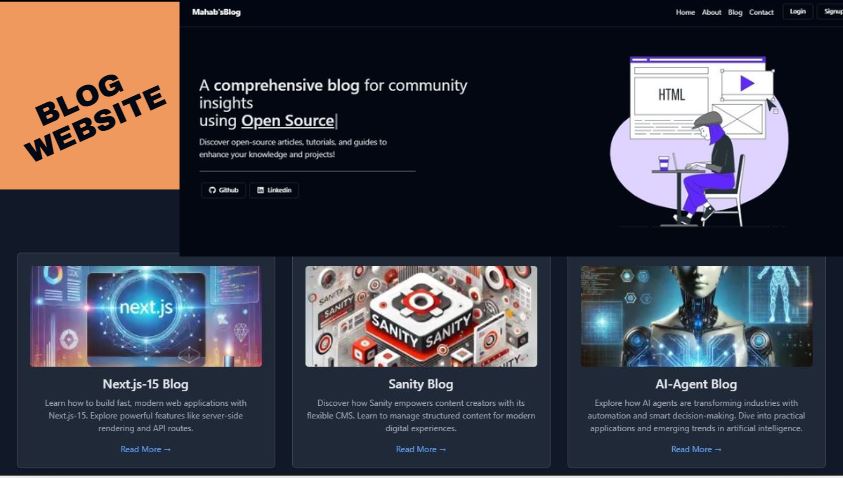 BLOG
WEBSITE
Mahab'sBlog
Home About Blog Contact Login Signup
A comprehensive blog for community
insights
using Open Source|
Discover open-source articles, tutorials, and guides to
enhance your knowledge and projects!
Github Linkedin
HTML
next.js
SANITY
SANITY
SANITY SANITY
Next.js-15 Blog
Learn how to build fast, modern web applications with
Next.js-15. Explore powerful features like server-side
rendering and API routes.
Read More →
Sanity Blog
Discover how Sanity empowers content creators with its
flexible CMS. Learn to manage structured content for modern
digital experiences.
Read More →
AI-Agent Blog
Explore how AI agents are transforming industries with
automation and smart decision-making. Dive into practical
applications and emerging trends in artificial intelligence.
Read More →